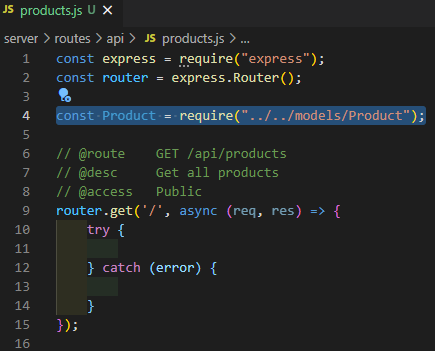 JS products.js U ×
server > routes > api > JS products.js > ...
1 const express = require("express");
2 const router = express.Router();
3
4 const Product = require("../../models/Product");
5
6 // @route    GET /api/products
7 // @desc     Get all products
8 // @access   Public
9 router.get('/', async (req, res) => {
10     try {
11
12     } catch (error) {
13
14     }
15 });
16